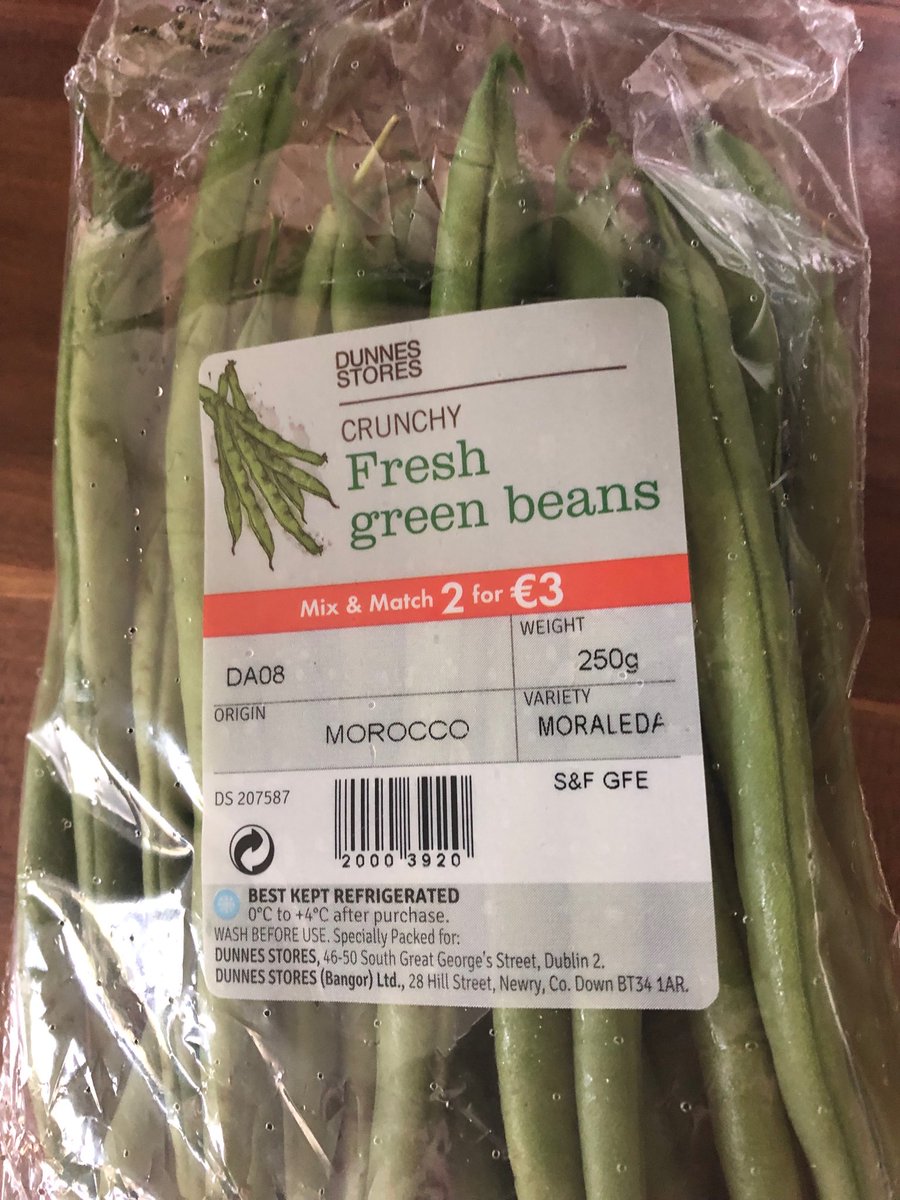 DUNNES
STORES
CRUNCHY
Fresh
green beans
Mix & Match 2 for €3
DA08
WEIGHT
250g
ORIGIN
MOROCCO
VARIETY
MORALEDA
DS 207587
S&F GFE
2000 3920
BEST KEPT REFRIGERATED
0°C to +4°C after purchase.
WASH BEFORE USE. Specially Packed for:
DUNNES STORES, 46-50 South Great George's Street, Dublin 2.
DUNNES STORES (Bangor) Ltd., 28 Hill Street, Newry, Co. Down BT34 1AR.